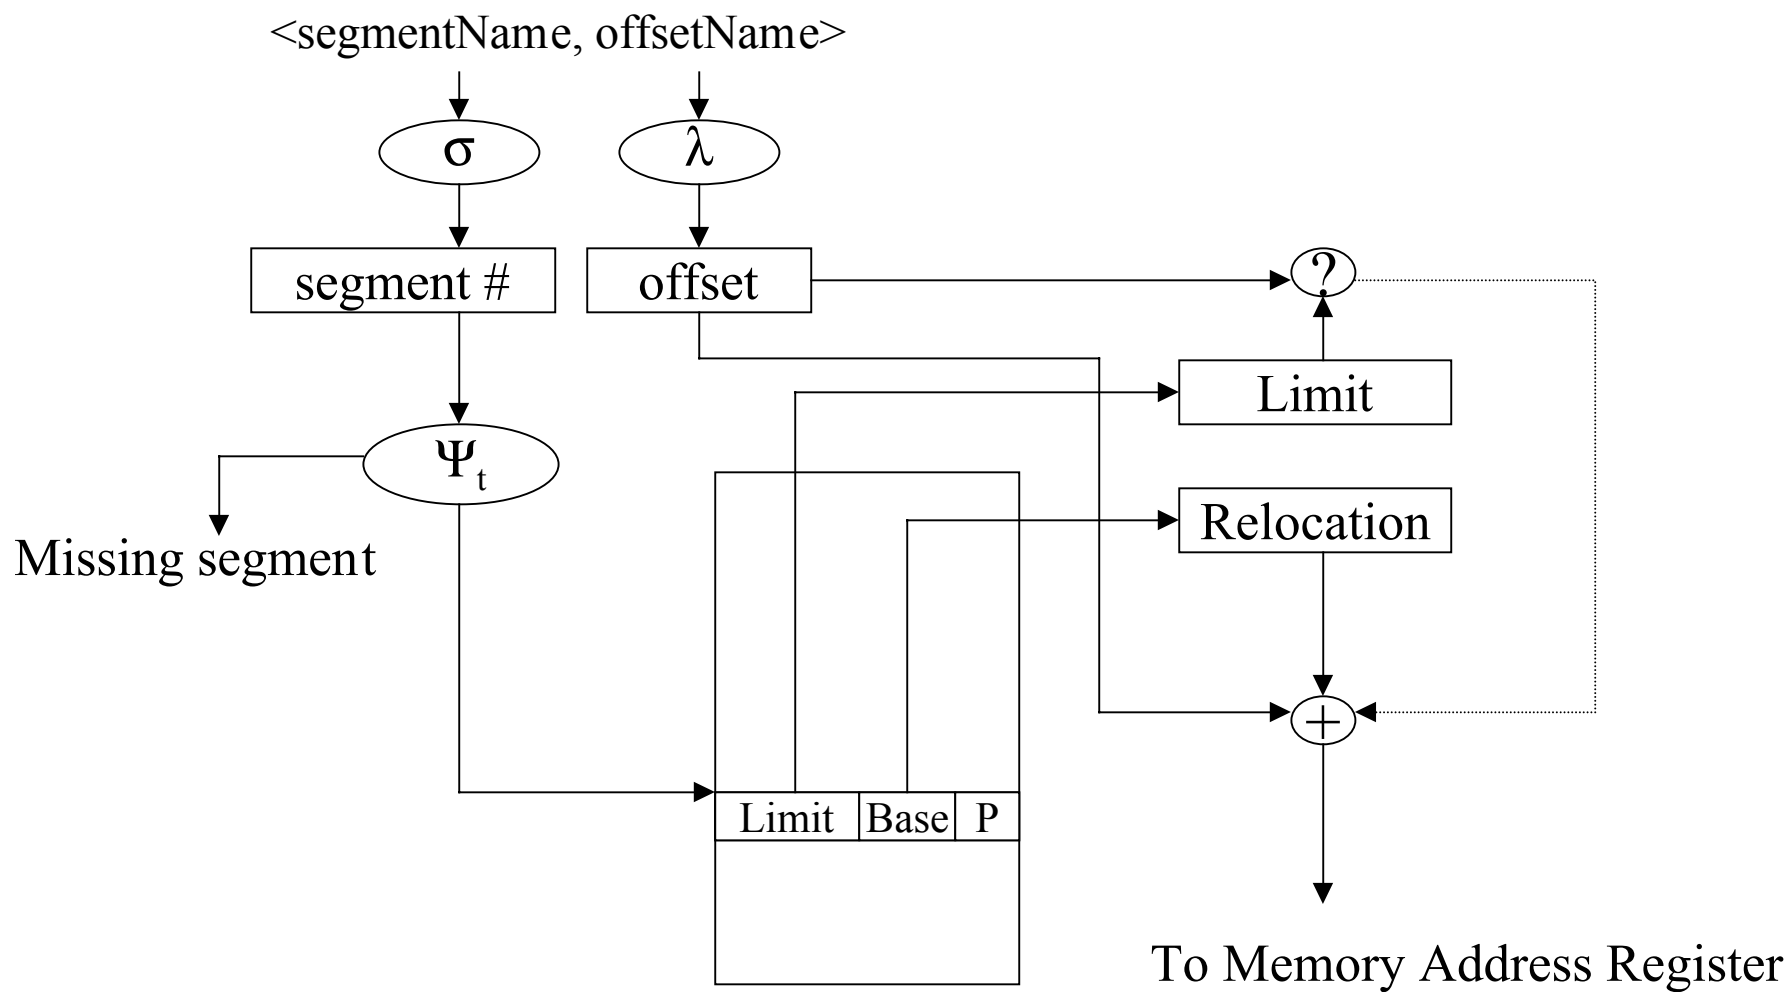 <segmentName, offsetName>
σ
λ
segment #
offset
?
Limit
Ψt
Relocation
Missing segment
+
Limit Base P
To Memory Address Register